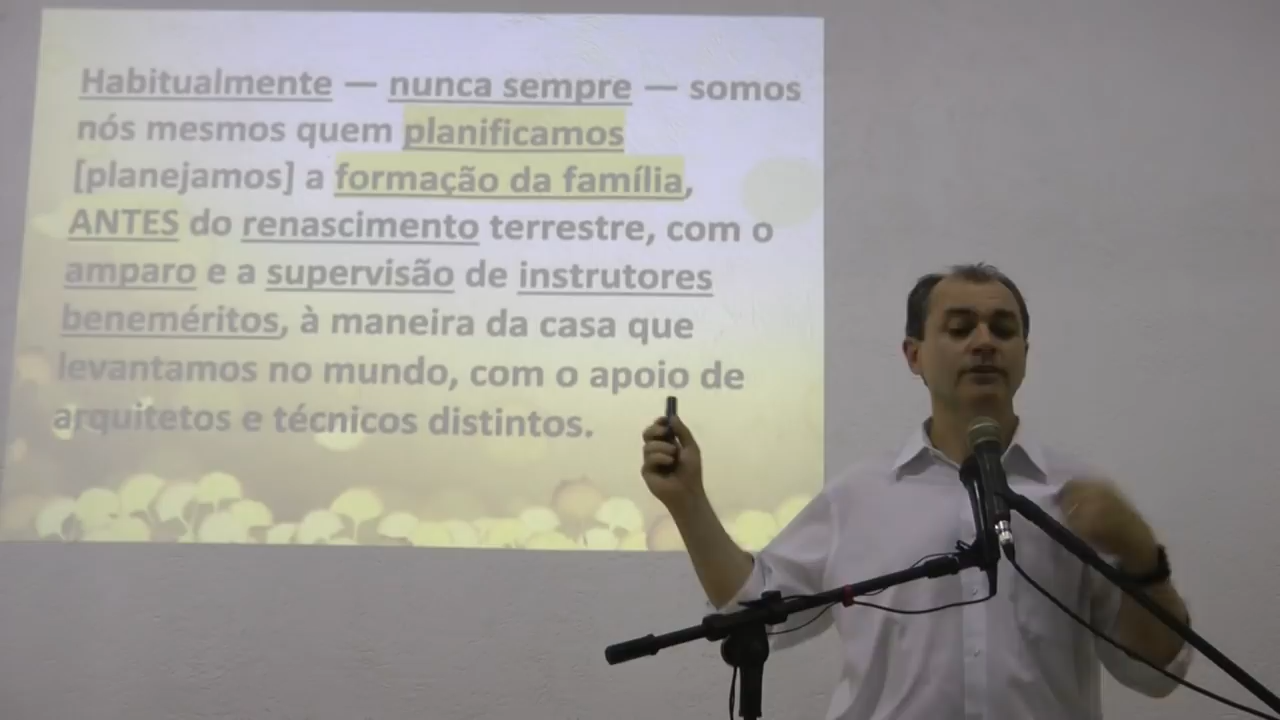 Habitualmente — nunca sempre — somos
nós mesmos quem planificamos
[planejamos] a formação da família,
ANTES do renascimento terrestre, com o
amparo e a supervisão de instrutores
beneméritos, à maneira da casa que
levantamos no mundo, com o apoio de
arquitetos e técnicos distintos.